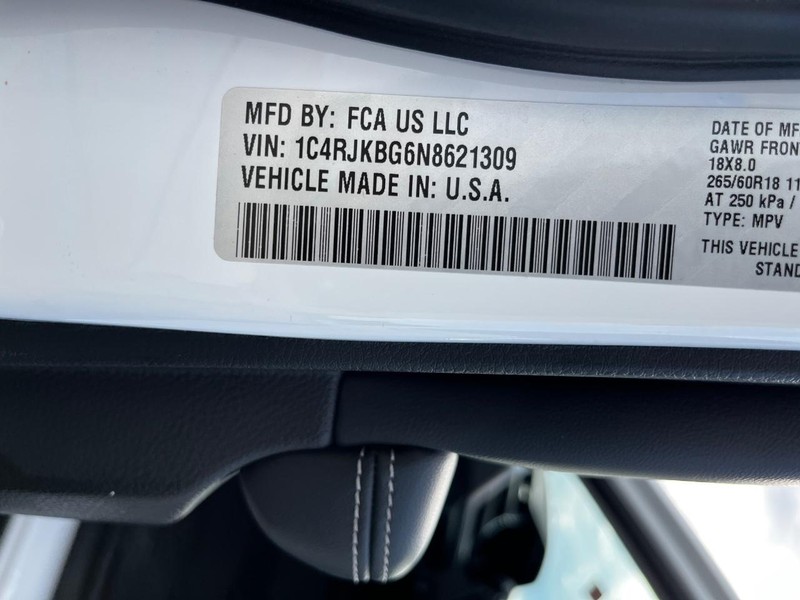 MFD BY: FCA US LLC
VIN: 1C4RJKBG6N8621309
VEHICLE MADE IN: U.S.A.
DATE OF MF
GAWR FRON
18X8.0
265/60R18 11
AT 250 kPa /
TYPE: MPV
THIS VEHICLE
STAND